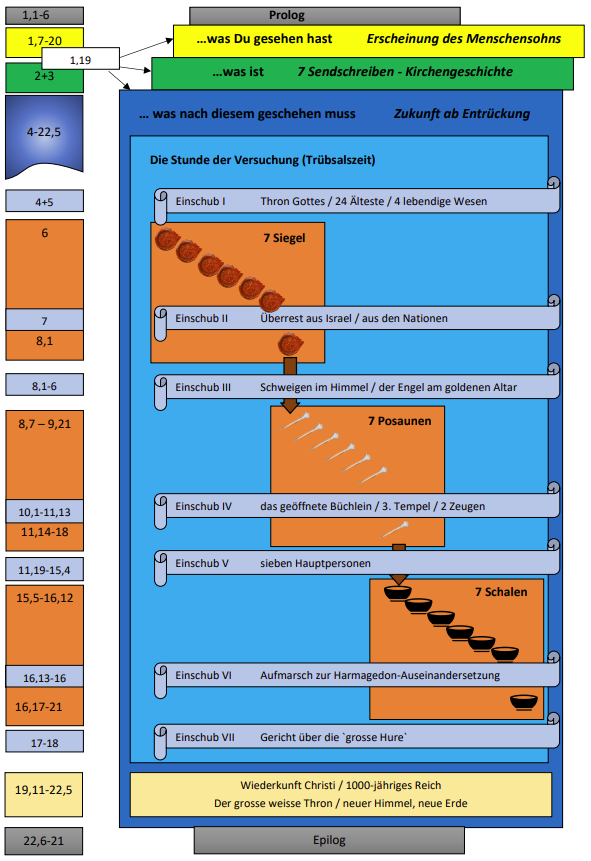 1,1-6 Prolog
1,7-20 …was Du gesehen hast Erscheinung des Menschensohns
1,19
2+3 …was ist 7 Sendschreiben - Kirchengeschichte
4-22,5 … was nach diesem geschehen muss Zukunft ab Entrückung
Die Stunde der Versuchung (Trübsalszeit)
4+5 Einschub I Thron Gottes / 24 Älteste / 4 lebendige Wesen
6 7 Siegel
7 Einschub II Überrest aus Israel / aus den Nationen
8,1
8,1-6 Einschub III Schweigen im Himmel / der Engel am goldenen Altar
8,7 – 9,21 7 Posaunen
10,1-11,13 Einschub IV das geöffnete Büchlein / 3. Tempel / 2 Zeugen
11,14-18
11,19-15,4 Einschub V sieben Hauptpersonen
15,5-16,12 7 Schalen
16,13-16 Einschub VI Aufmarsch zur Harmagedon-Auseinandersetzung
16,17-21
17-18 Einschub VII Gericht über die `grosse Hure`
19,11-22,5 Wiederkunft Christi / 1000-jähriges Reich
Der grosse weisse Thron / neuer Himmel, neue Erde
22,6-21 Epilog